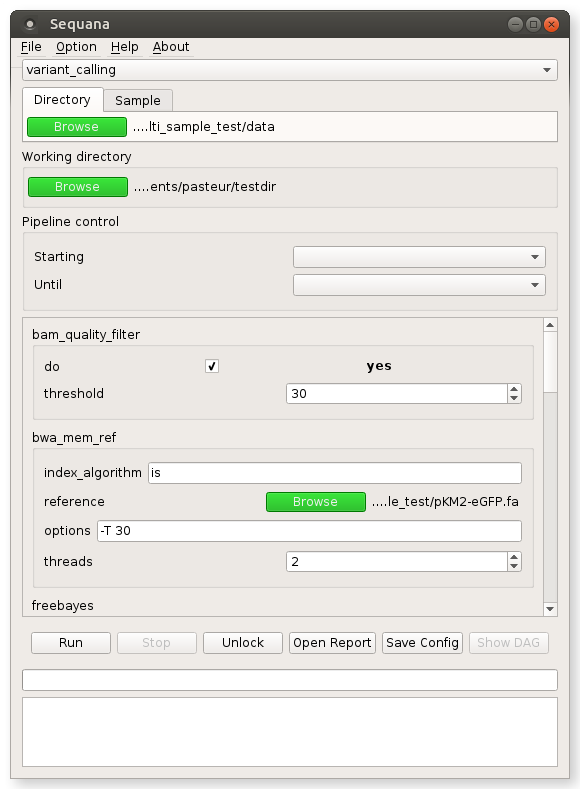 Sequana
File Option Help About
variant_calling
Directory Sample
Browse ....lti_sample_test/data
Working directory
Browse ....ents/pasteur/testdir
Pipeline control
Starting
Until
bam_quality_filter
do yes
threshold 30
bwa_mem_ref
index_algorithm is
reference Browse ....le_test/pKM2-eGFP.fa
options -T 30
threads 2
freebayes
Run Stop Unlock Open Report Save Config Show DAG